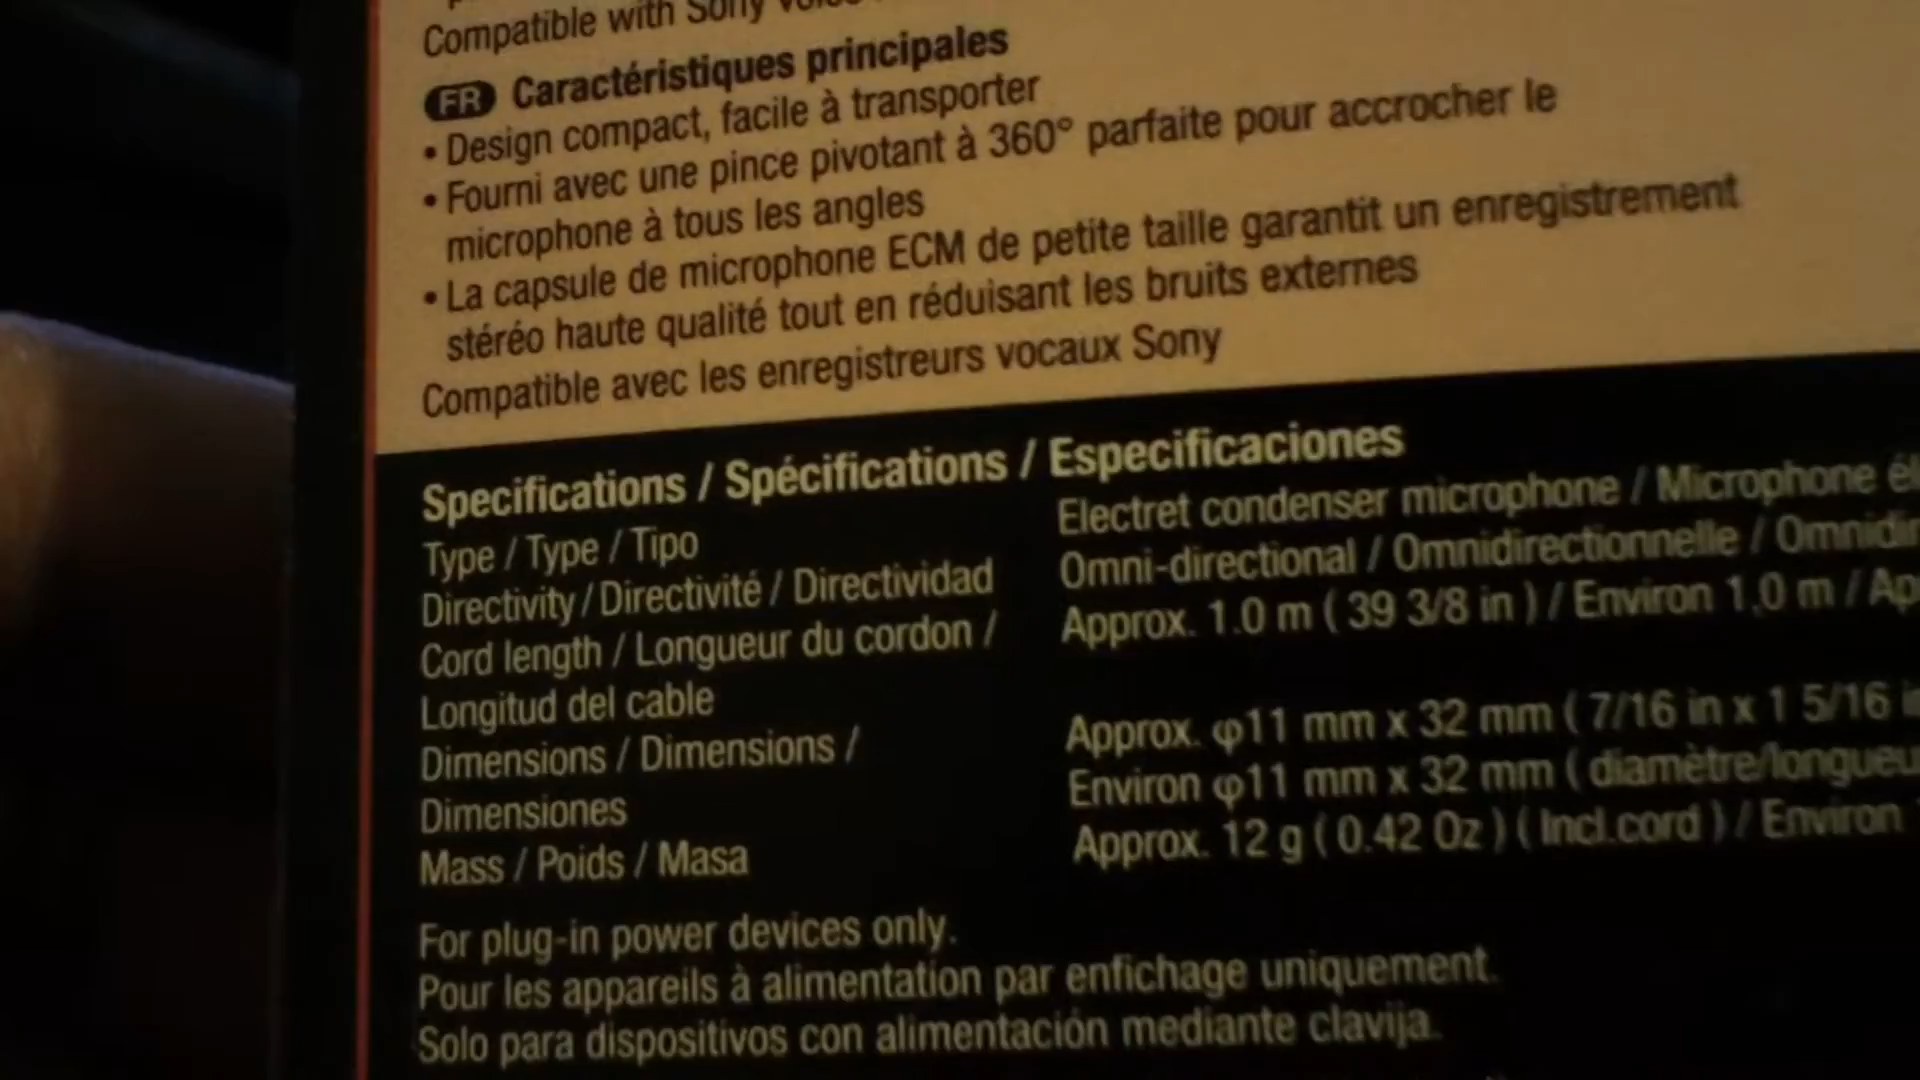 Compatible with Sony
FR Caractéristiques principales
• Design compact, facile à transporter
• Fourni avec une pince pivotant à 360° parfaite pour accrocher le
microphone à tous les angles
• La capsule de microphone ECM de petite taille garantit un enregistrement
stéréo haute qualité tout en réduisant les bruits externes
Compatible avec les enregistreurs vocaux Sony
Specifications / Spécifications / Especificaciones
Type / Type / Tipo Electret condenser microphone / Microphone
Directivity / Directivité / Directividad Omni-directional / Omnidirectionnelle /
Cord length / Longueur du cordon / Approx. 1.0 m ( 39 3/8 in ) / Environ 1,0 m /
Longitud del cable
Dimensions / Dimensions / Approx. φ11 mm x 32 mm ( 7/16 in x 1 5/16
Dimensiones Environ φ11 mm x 32 mm ( diamètre/longueu
Mass / Poids / Masa Approx. 12 g ( 0.42 Oz ) ( Incl.cord ) / Environ
For plug-in power devices only.
Pour les appareils à alimentation par enfichage uniquement.
Solo para dispositivos con alimentación mediante clavija.